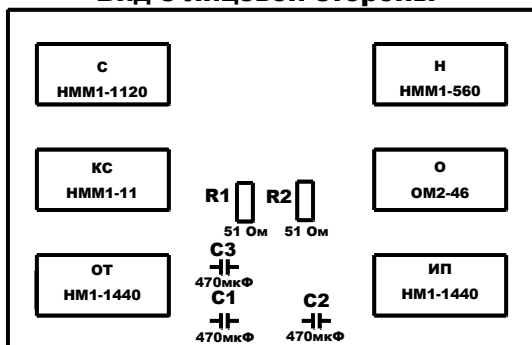 Вид с лицевой стороны
С
НММ1-1120
Н
НММ1-560
КС
НММ1-11
R1
R2
О
ОМ2-46
51 Ом
51 Ом
С3
470мкФ
ОТ
НМ1-1440
ИП
НМ1-1440
С1
С2
470мкФ
470мкФ